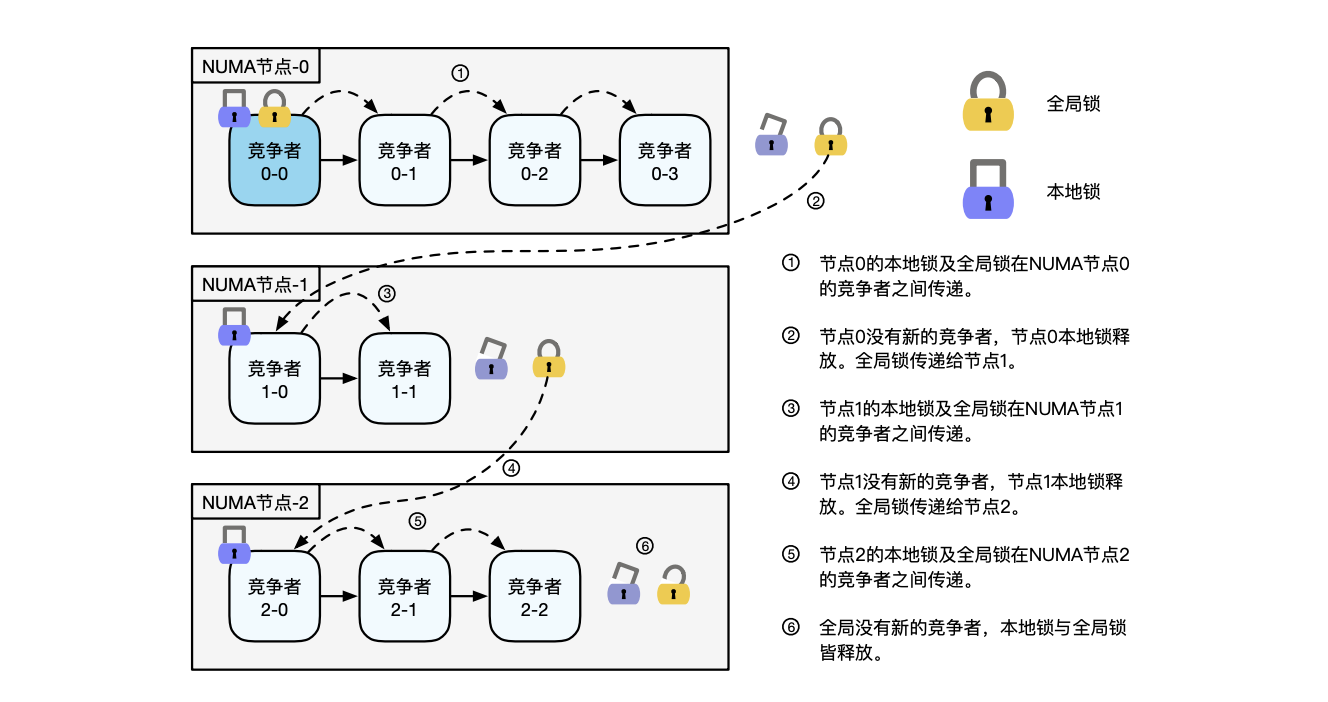 NUMA节点-0
①
竞争者
0-0
竞争者
0-1
竞争者
0-2
竞争者
0-3
②
全局锁
本地锁
NUMA节点-1
③
竞争者
1-0
竞争者
1-1
④
NUMA节点-2
⑤
竞争者
2-0
竞争者
2-1
竞争者
2-2
⑥
① 节点0的本地锁及全局锁在NUMA节点0
的竞争者之间传递。
② 节点0没有新的竞争者，节点0本地锁释
放。全局锁传递给节点1。
③ 节点1的本地锁及全局锁在NUMA节点1
的竞争者之间传递。
④ 节点1没有新的竞争者，节点1本地锁释
放。全局锁传递给节点2。
⑤ 节点2的本地锁及全局锁在NUMA节点2
的竞争者之间传递。
⑥ 全局没有新的竞争者，本地锁与全局锁
皆释放。